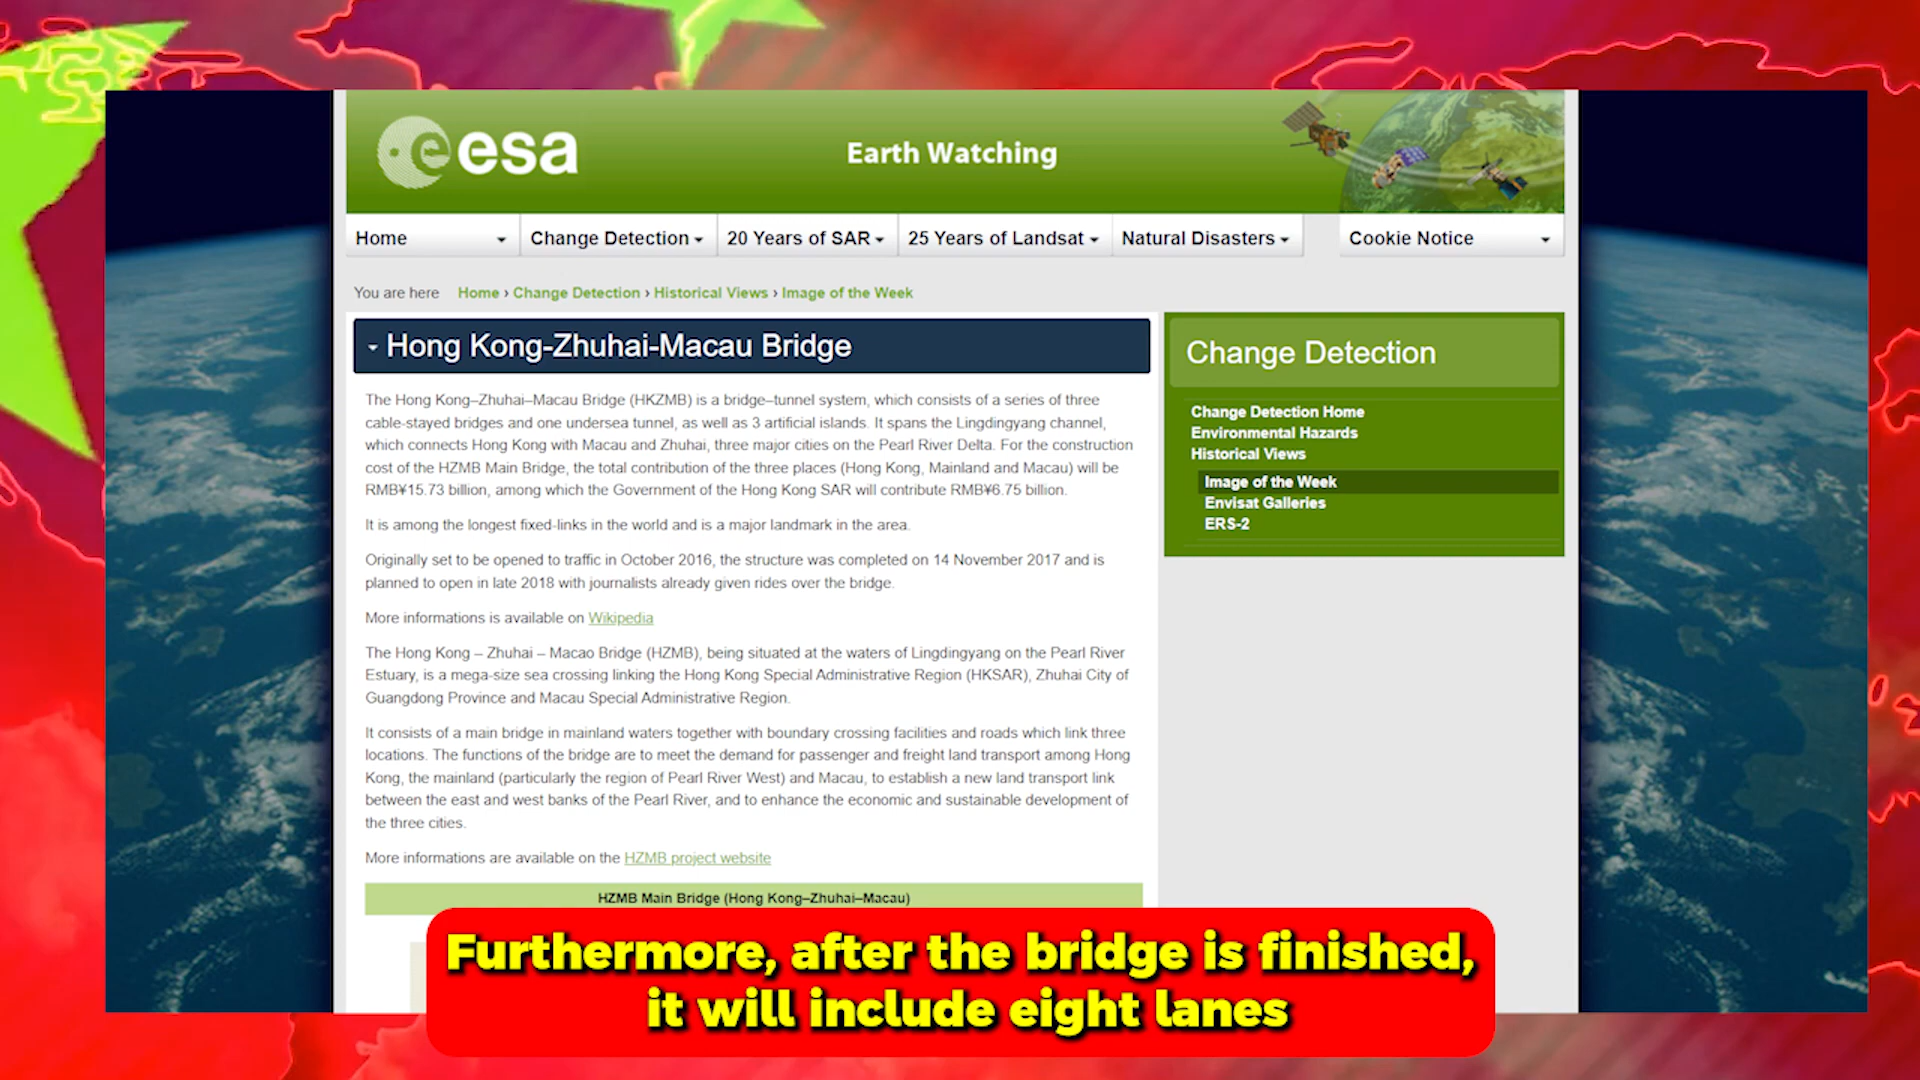 esa
Earth Watching
Home
Change Detection
20 Years of SAR
25 Years of Landsat
Natural Disasters
Cookie Notice
You are here Home › Change Detection › Historical Views › Image of the Week
Hong Kong-Zhuhai-Macau Bridge
The Hong Kong–Zhuhai–Macau Bridge (HKZMB) is a bridge–tunnel system, which consists of a series of three
cable-stayed bridges and one undersea tunnel, as well as 3 artificial islands. It spans the Lingdingyang channel,
which connects Hong Kong with Macau and Zhuhai, three major cities on the Pearl River Delta. For the construction
cost of the HZMB Main Bridge, the total contribution of the three places (Hong Kong, Mainland and Macau) will be
RMB¥15.73 billion, among which the Government of the Hong Kong SAR will contribute RMB¥6.75 billion.
It is among the longest fixed-links in the world and is a major landmark in the area.
Originally set to be opened to traffic in October 2016, the structure was completed on 14 November 2017 and is
planned to open in late 2018 with journalists already given rides over the bridge.
More informations is available on Wikipedia
The Hong Kong – Zhuhai – Macao Bridge (HZMB), being situated at the waters of Lingdingyang on the Pearl River
Estuary, is a mega-size sea crossing linking the Hong Kong Special Administrative Region (HKSAR), Zhuhai City of
Guangdong Province and Macau Special Administrative Region.
It consists of a main bridge in mainland waters together with boundary crossing facilities and roads which link three
locations. The functions of the bridge are to meet the demand for passenger and freight land transport among Hong
Kong, the mainland (particularly the region of Pearl River West) and Macau, to establish a new land transport link
between the east and west banks of the Pearl River, and to enhance the economic and sustainable development of
the three cities.
More informations are available on the HZMB project website
HZMB Main Bridge (Hong Kong–Zhuhai–Macau)
Change Detection
Change Detection Home
Environmental Hazards
Historical Views
Image of the Week
Envisat Galleries
ERS-2
Furthermore, after the bridge is finished,
it will include eight lanes